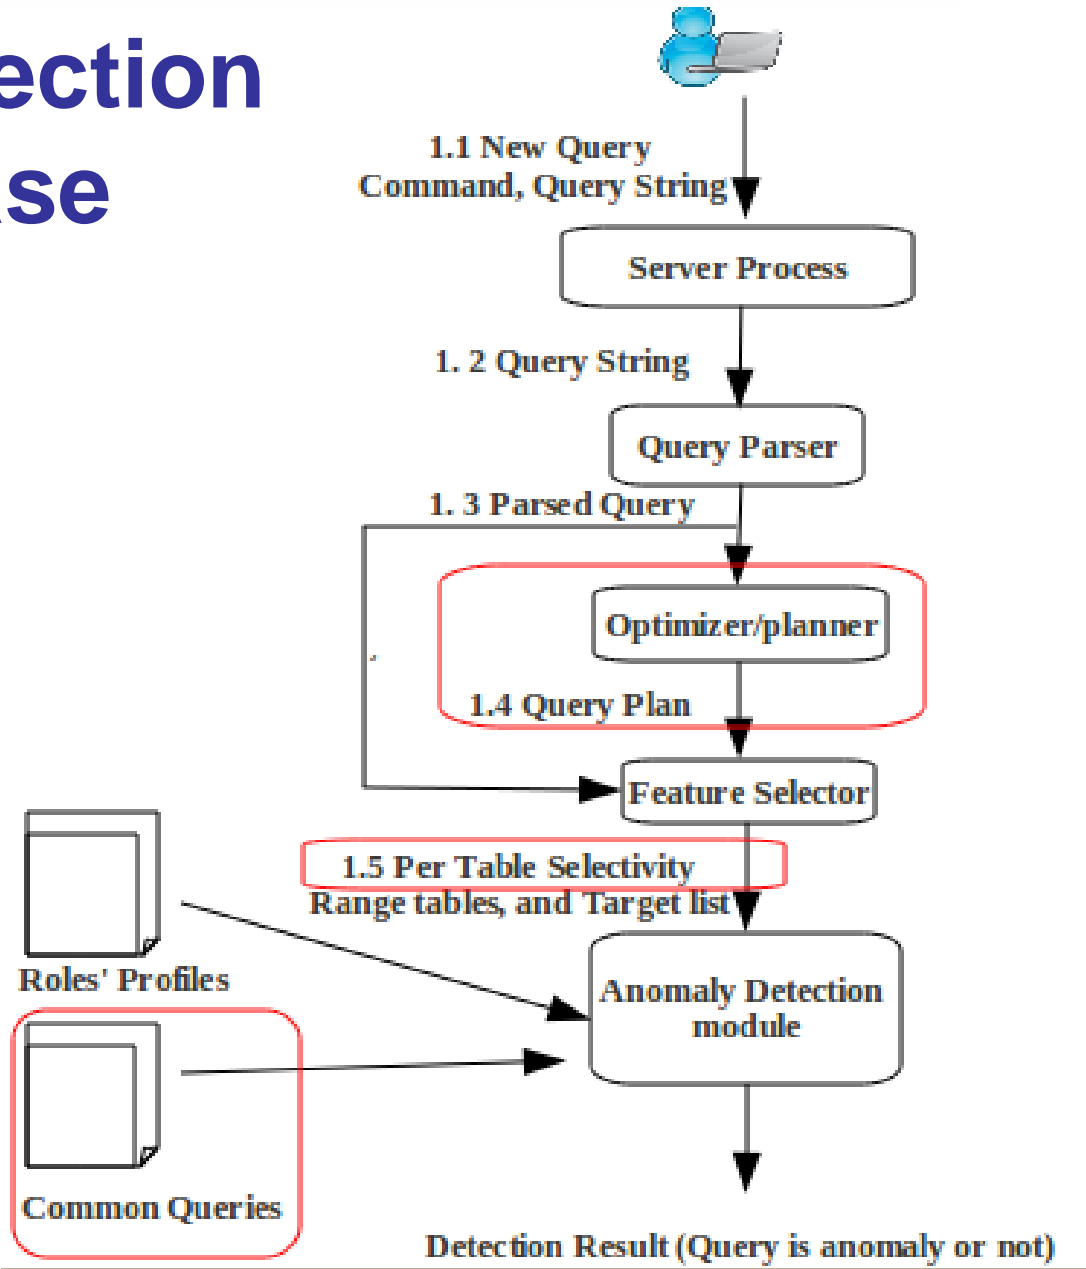 ection
ase
1.1 New Query
Command, Query String
Server Process
1. 2 Query String
Query Parser
1. 3 Parsed Query
Optimizer/planner
1.4 Query Plan
Feature Selector
1.5 Per Table Selectivity
Range tables, and Target list
Roles' Profiles
Anomaly Detection
module
Common Queries
Detection Result (Query is anomaly or not)